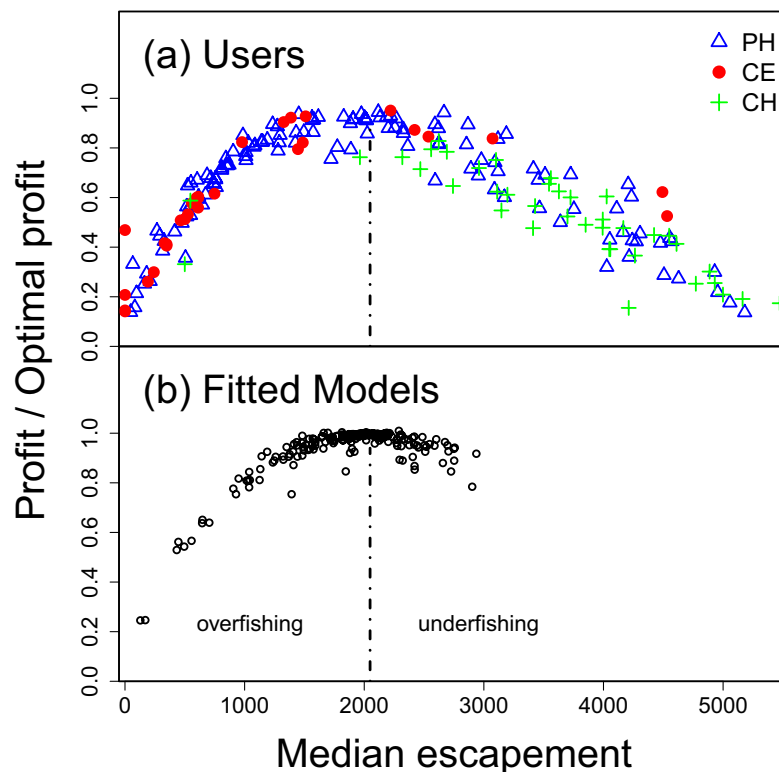 (a) Users
PH
CE
CH
1.0
0.8
0.6
0.4
0.2
0.0
(b) Fitted Models
1.0
0.8
0.6
0.4
0.2
0.0
overfishing
underfishing
0
1000
2000
3000
4000
5000
Profit / Optimal profit
Median escapement